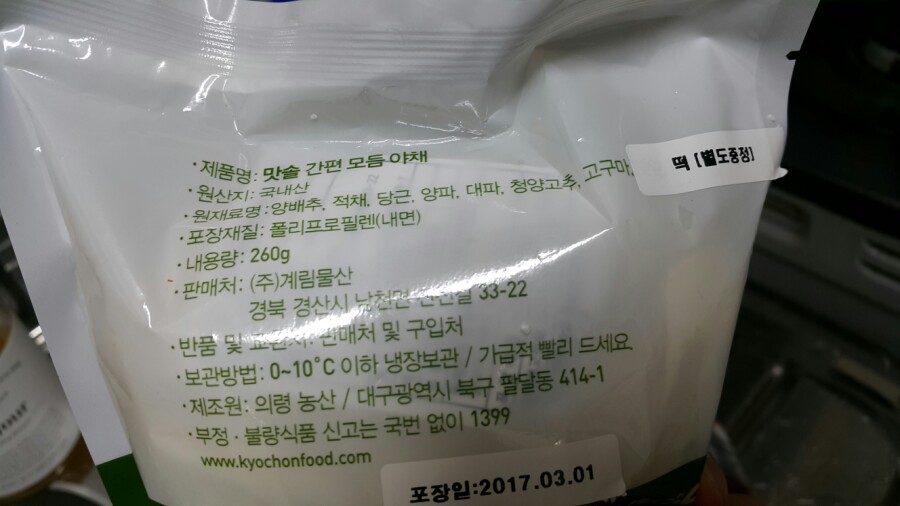 ·제품명: 맛솔 간편 모듬 야채
·원산지: 국내산
·원재료명: 양배추, 적채, 당근, 양파, 대파, 청양고추, 고구마,
떡 [별도증정]
·포장재질: 폴리프로필렌(내면)
·내용량: 260g
·판매처: (주)계림물산
경북 경산시 남천면 33-22
·반품 및 교환처: 판매처 및 구입처
·보관방법: 0~10°C 이하 냉장보관 / 가급적 빨리 드세요.
·제조원: 의령 농산 / 대구광역시 북구 팔달동 414-1
·부정·불량식품 신고는 국번 없이 1399
www.kyochonfood.com
포장일:2017.03.01